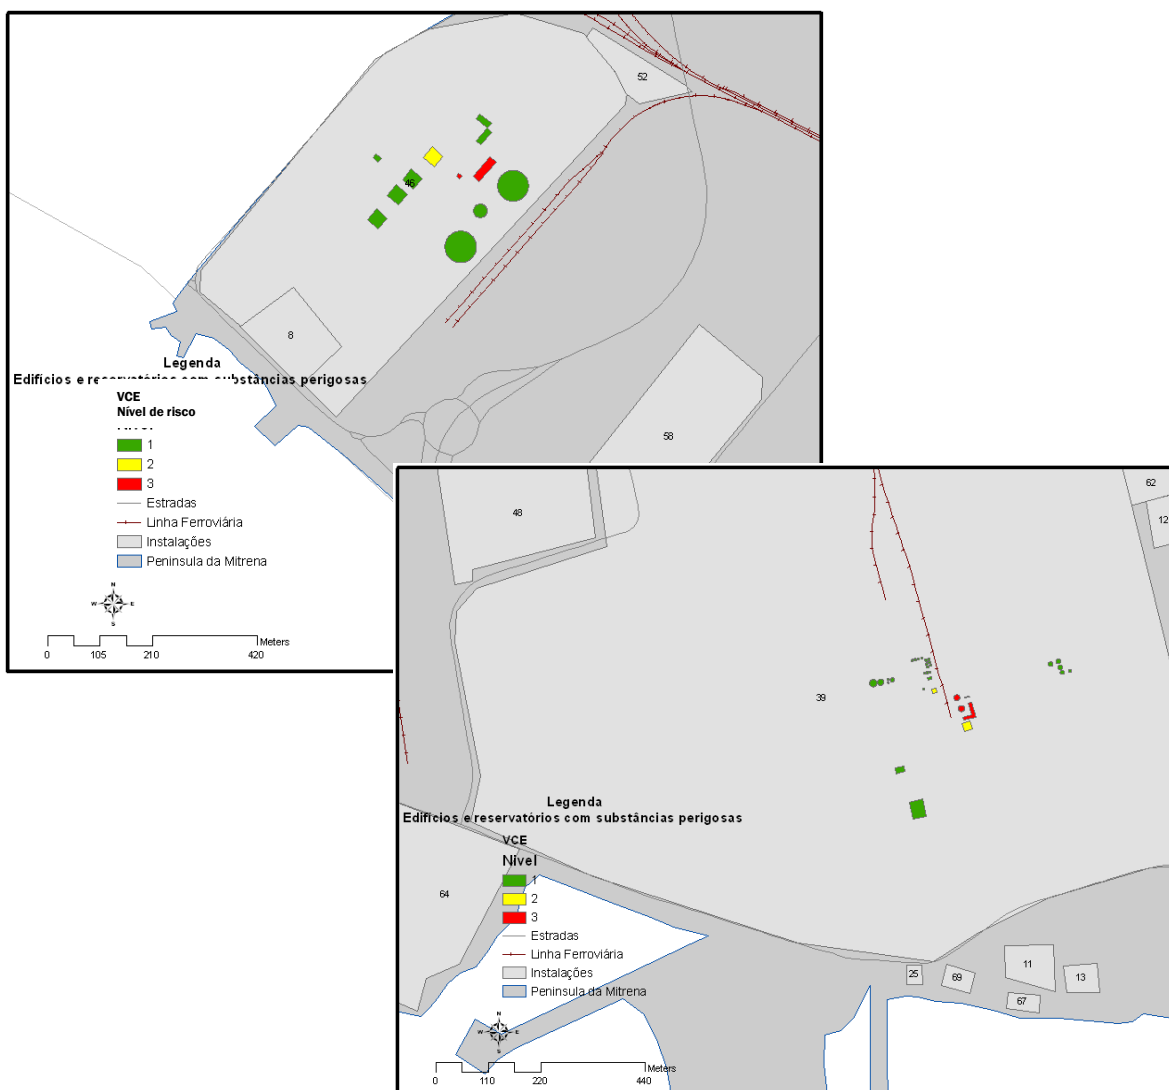 52
46
8
58
Legenda
Edifícios e reservatórios com substâncias perigosas
VCE
Nível de risco
1
2
3
Estradas
Linha Ferroviária
Instalações
Peninsula da Mitrena
N
W E
S
0 105 210 420 Meters
48
62
12
39
64
Legenda
Edifícios e reservatórios com substâncias perigosas
VCE
Nível
1
2
3
Estradas
Linha Ferroviária
Instalações
Peninsula da Mitrena
25
69
11
13
67
N
W E
S
0 110 220 440 Meters